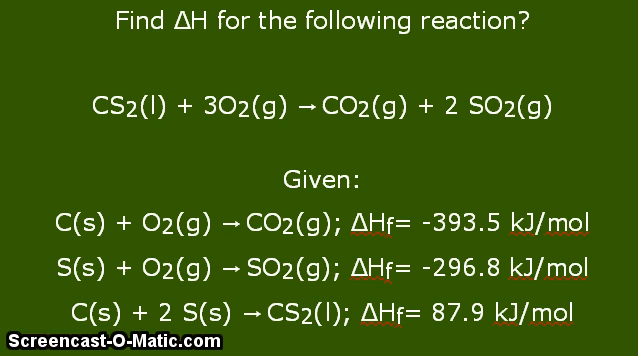 Find ΔH for the following reaction?
CS2(l) + 3O2(g) → CO2(g) + 2 SO2(g)
Given:
C(s) + O2(g) → CO2(g); ΔHf= -393.5 kJ/mol
S(s) + O2(g) → SO2(g); ΔHf= -296.8 kJ/mol
C(s) + 2 S(s) → CS2(l); ΔHf= 87.9 kJ/mol
Screencast-O-Matic.com